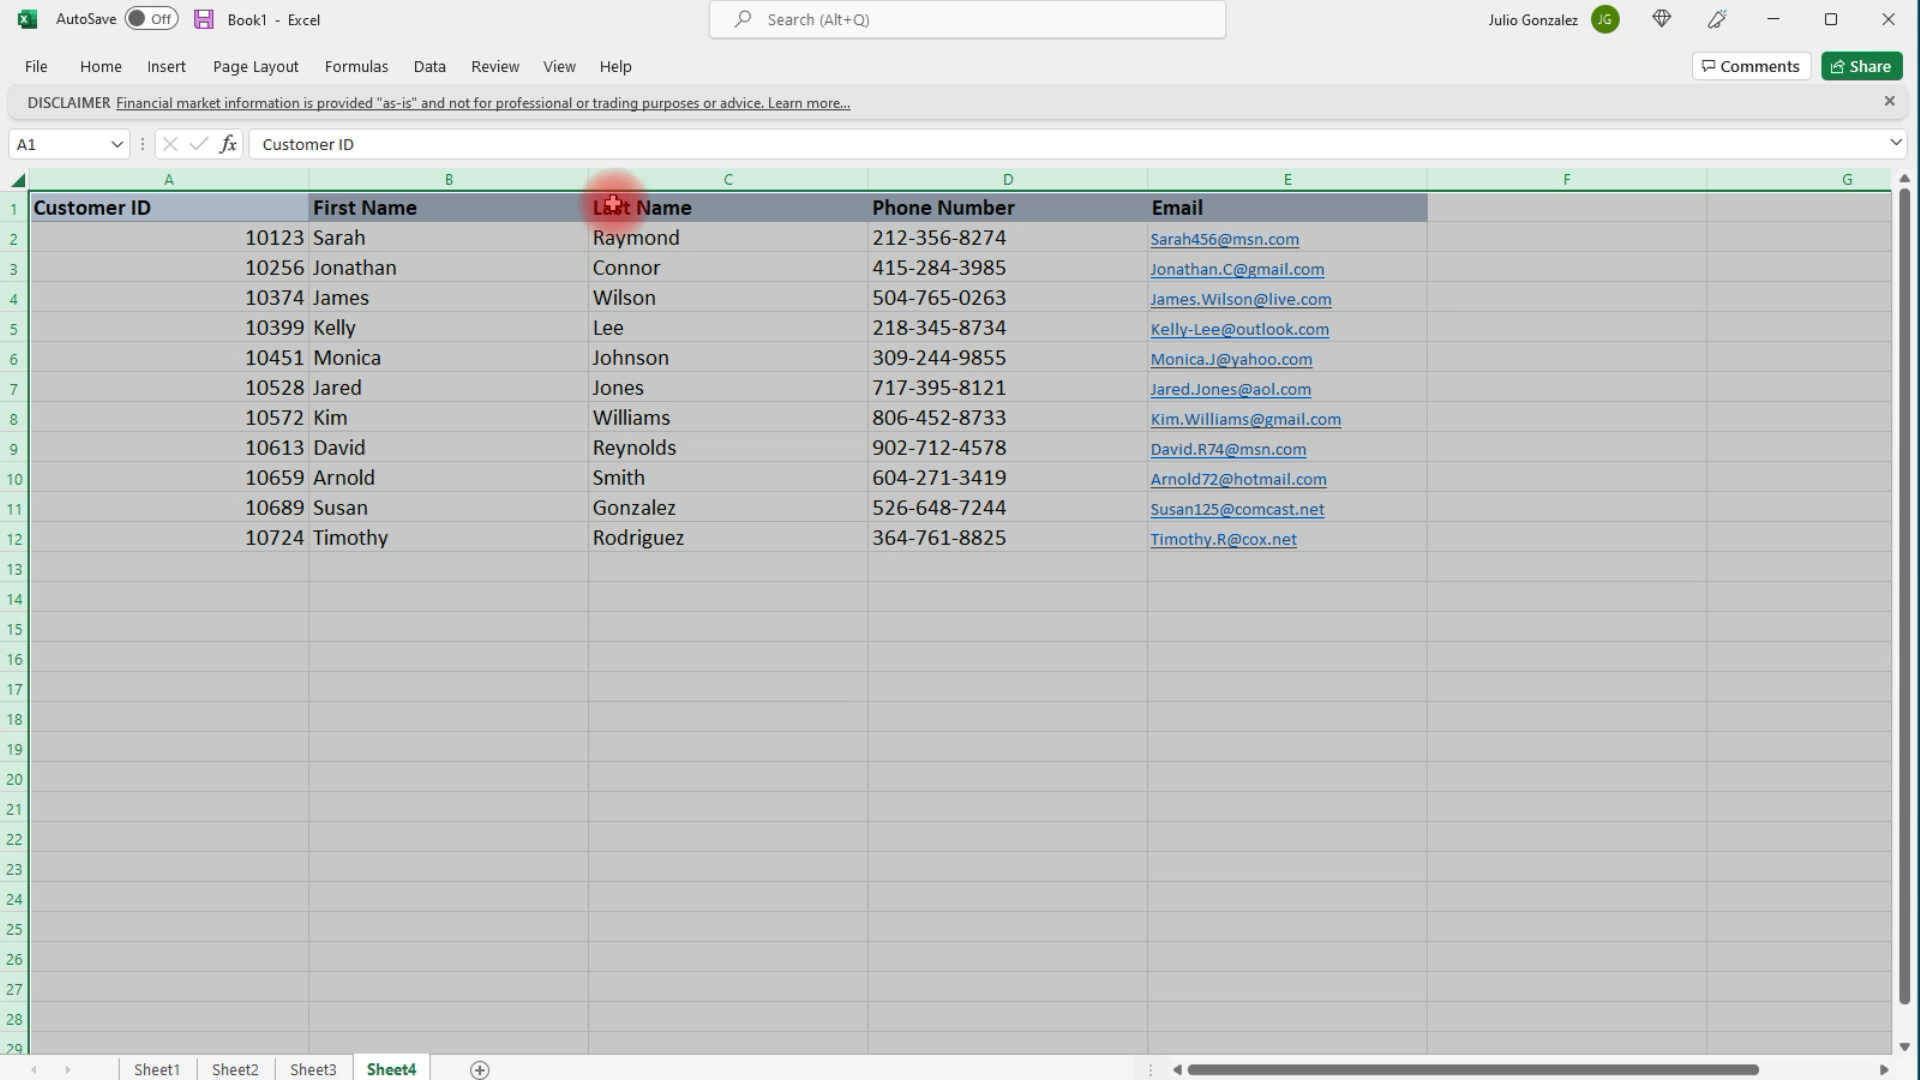 AutoSave Off Book1 - Excel Search (Alt+Q) Julio Gonzalez JG
File Home Insert Page Layout Formulas Data Review View Help Comments Share
DISCLAIMER Financial market information is provided "as-is" and not for professional or trading purposes or advice. Learn more...
A1 fx Customer ID
A B C D E F G
1 Customer ID First Name Last Name Phone Number Email
2 10123 Sarah Raymond 212-356-8274 Sarah456@msn.com
3 10256 Jonathan Connor 415-284-3985 Jonathan.C@gmail.com
4 10374 James Wilson 504-765-0263 James.Wilson@live.com
5 10399 Kelly Lee 218-345-8734 Kelly-Lee@outlook.com
6 10451 Monica Johnson 309-244-9855 Monica.J@yahoo.com
7 10528 Jared Jones 717-395-8121 Jared.Jones@aol.com
8 10572 Kim Williams 806-452-8733 Kim.Williams@gmail.com
9 10613 David Reynolds 902-712-4578 David.R74@msn.com
10 10659 Arnold Smith 604-271-3419 Arnold72@hotmail.com
11 10689 Susan Gonzalez 526-648-7244 Susan125@comcast.net
12 10724 Timothy Rodriguez 364-761-8825 Timothy.R@cox.net
13
14
15
16
17
18
19
20
21
22
23
24
25
26
27
28
29
Sheet1 Sheet2 Sheet3 Sheet4